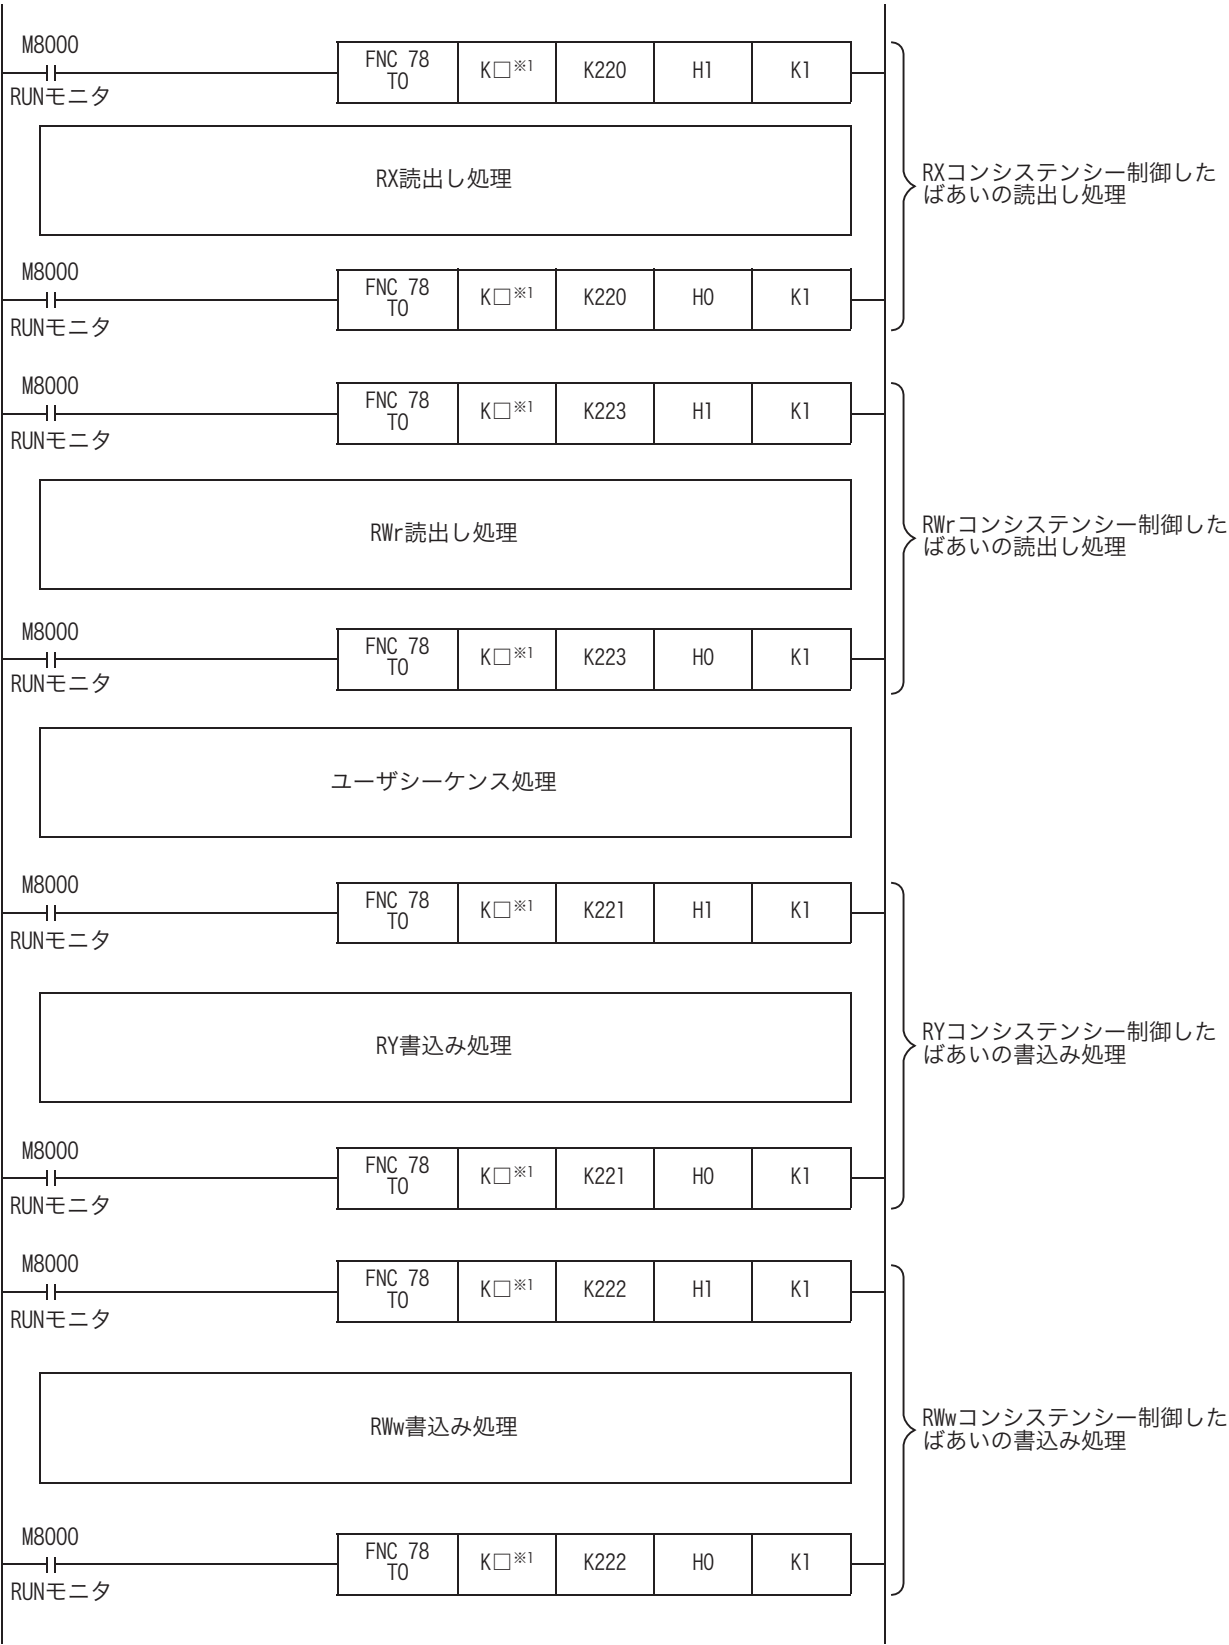 M8000
RUNモニタ
FNC 78
TO
K□※1
K220
H1
K1
RX読出し処理
RXコンシステンシー制御した
ばあいの読出し処理
M8000
RUNモニタ
FNC 78
TO
K□※1
K220
H0
K1
M8000
RUNモニタ
FNC 78
TO
K□※1
K223
H1
K1
RWr読出し処理
RWrコンシステンシー制御した
ばあいの読出し処理
M8000
RUNモニタ
FNC 78
TO
K□※1
K223
H0
K1
ユーザシーケンス処理
M8000
RUNモニタ
FNC 78
TO
K□※1
K221
H1
K1
RY書込み処理
RYコンシステンシー制御した
ばあいの書込み処理
M8000
RUNモニタ
FNC 78
TO
K□※1
K221
H0
K1
M8000
RUNモニタ
FNC 78
TO
K□※1
K222
H1
K1
RWw書込み処理
RWwコンシステンシー制御した
ばあいの書込み処理
M8000
RUNモニタ
FNC 78
TO
K□※1
K222
H0
K1